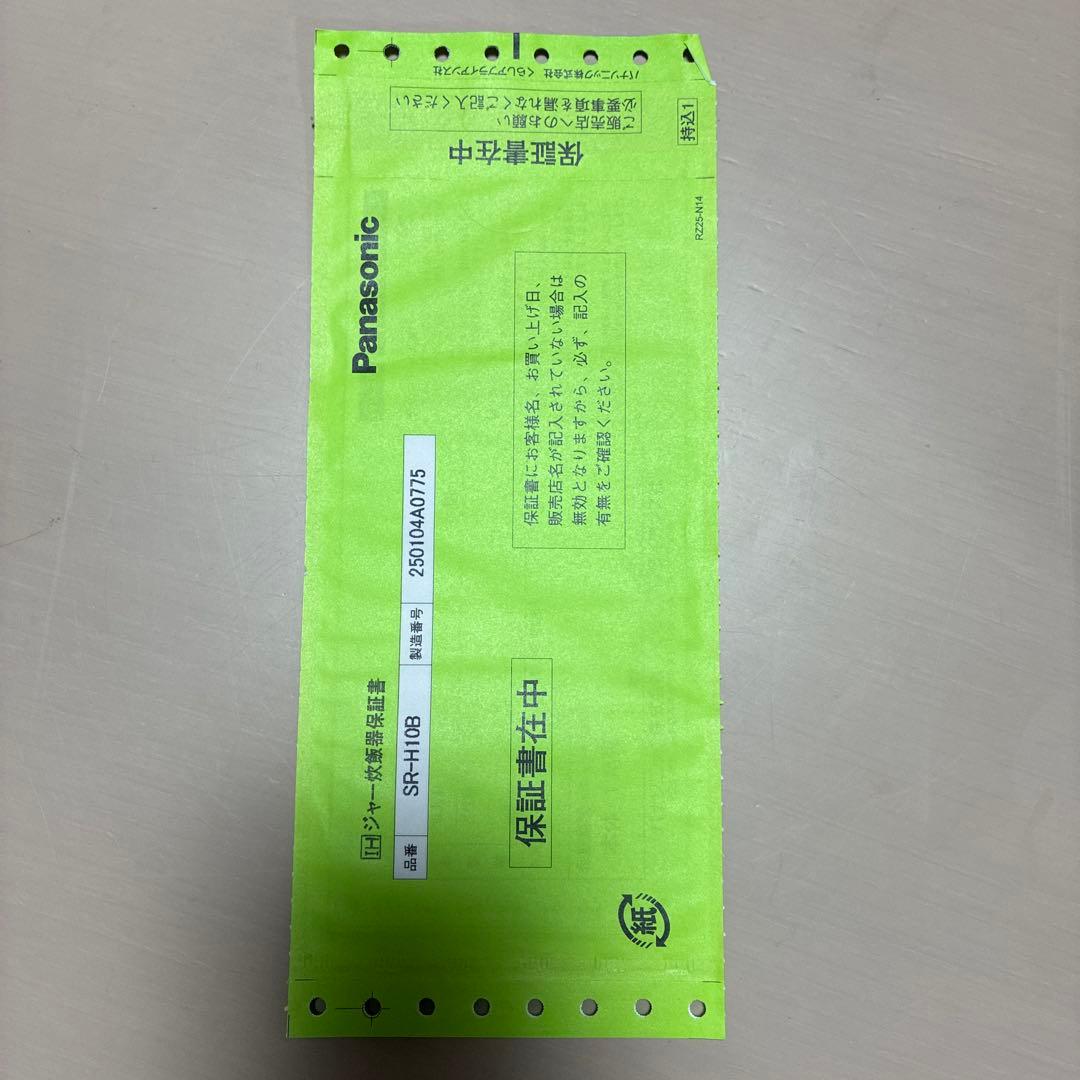 パナソニック株式会社 くらしアプライアンス社
ご販売店へのお願い
必要事項を漏れなくご記入ください
持込1
保証書在中
RZ25-N14
Panasonic
IHジャー炊飯器保証書
品番 SR-H10B 製造番号 250104A0775
保証書にお客様名、お買い上げ日、
販売店名が記入されていない場合は
無効となりますから、必ず、記入の
有無をご確認ください。
保証書在中
紙